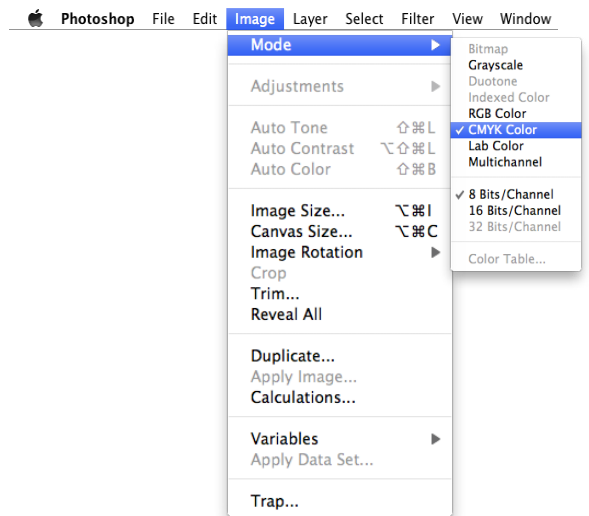 Photoshop File Edit Image Layer Select Filter View Window
Mode ▶
Adjustments ▶
Auto Tone ⇧⌘L
Auto Contrast ⌥⇧⌘L
Auto Color ⇧⌘B
Image Size... ⌥⌘I
Canvas Size... ⌥⌘C
Image Rotation ▶
Crop
Trim...
Reveal All
Duplicate...
Apply Image...
Calculations...
Variables ▶
Apply Data Set...
Trap...
Bitmap
Grayscale
Duotone
Indexed Color
RGB Color
✓ CMYK Color
Lab Color
Multichannel
✓ 8 Bits/Channel
16 Bits/Channel
32 Bits/Channel
Color Table...